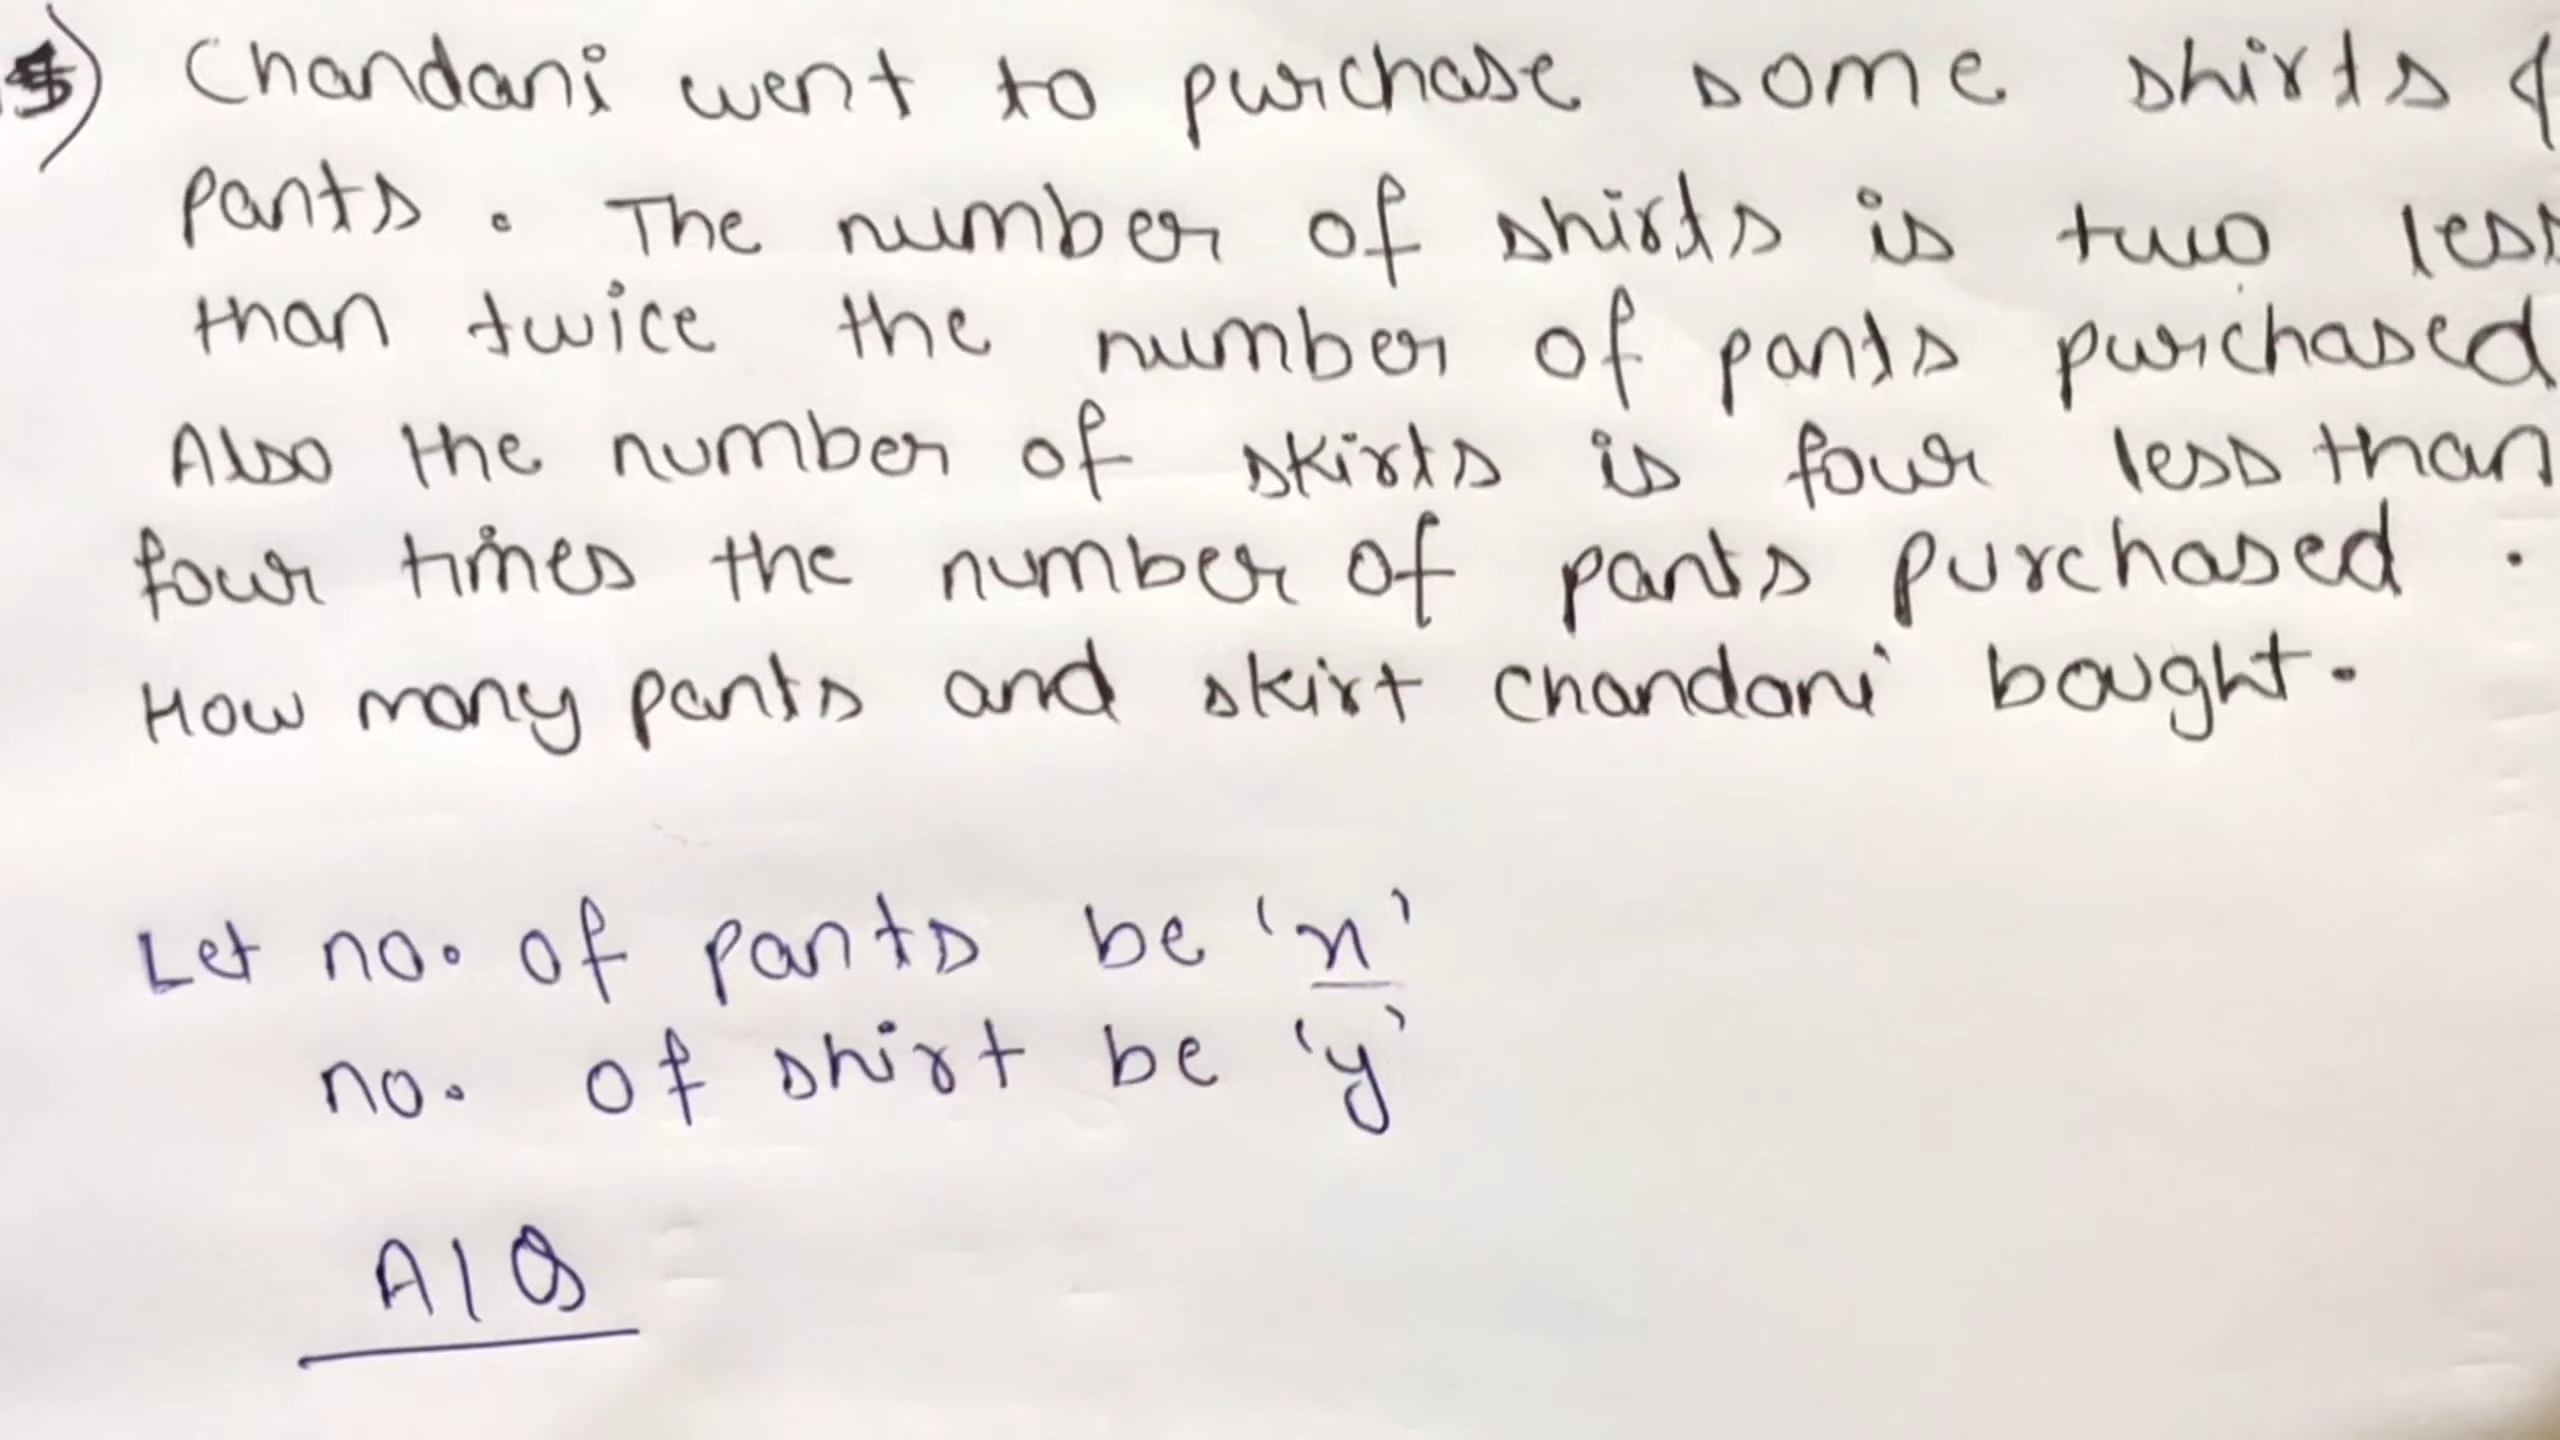 5) Chandani went to purchase some shirts &
pants. The number of shirts is two less
than twice the number of pants purchased
Also the number of skirts is four less than
four times the number of pants purchased.
How many pants and skirt chandani bought.
Let no. of pants be 'x'
no. of shirt be 'y'
A/Q